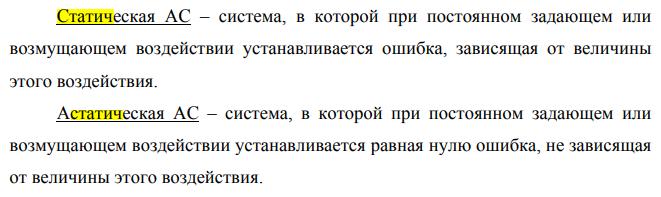 Статическая АС – система, в которой при постоянном задающем или
возмущающем воздействии устанавливается ошибка, зависящая от величины
этого воздействия.
Астатическая АС – система, в которой при постоянном задающем или
возмущающем воздействии устанавливается равная нулю ошибка, не зависящая
от величины этого воздействия.